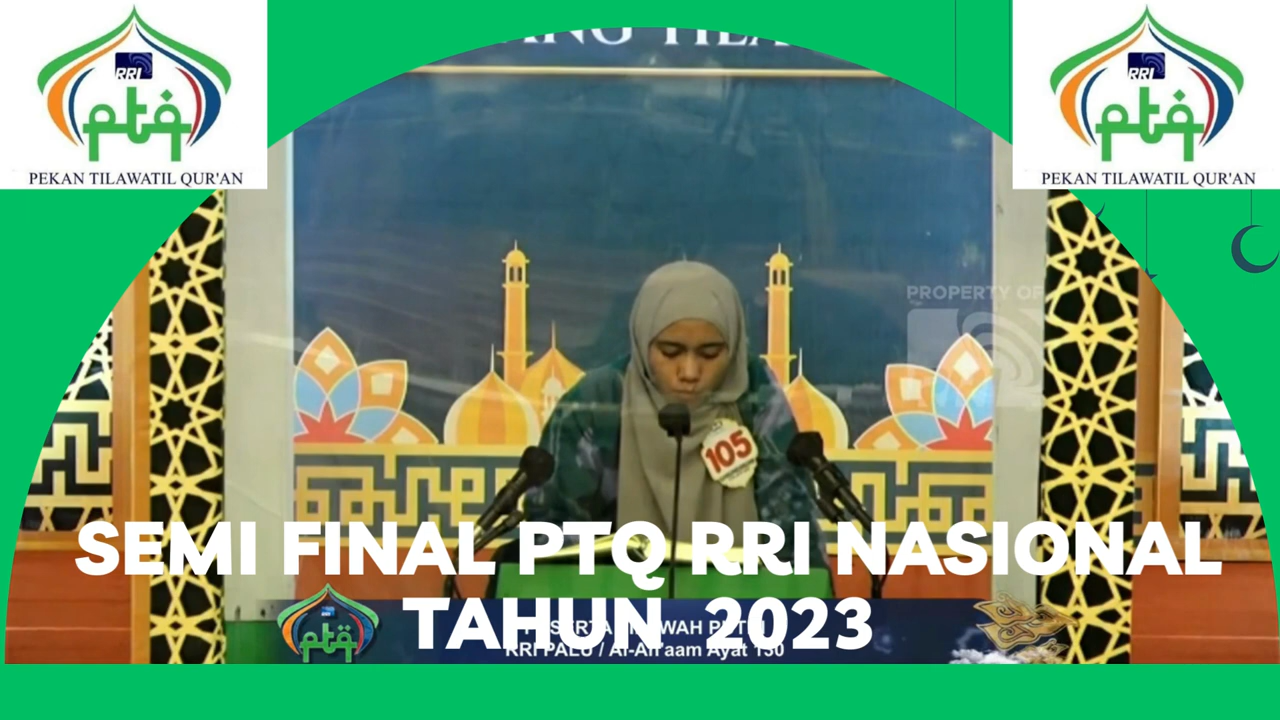 RRI
ptq
PEKAN TILAWATIL QUR'AN
RRI
ptq
PEKAN TILAWATIL QUR'AN
PROPERTY OF
105
SEMI FINAL PTQ RRI NASIONAL
TAHUN 2023
ptq
RRI PALU / Al-An'aam Ayat 130